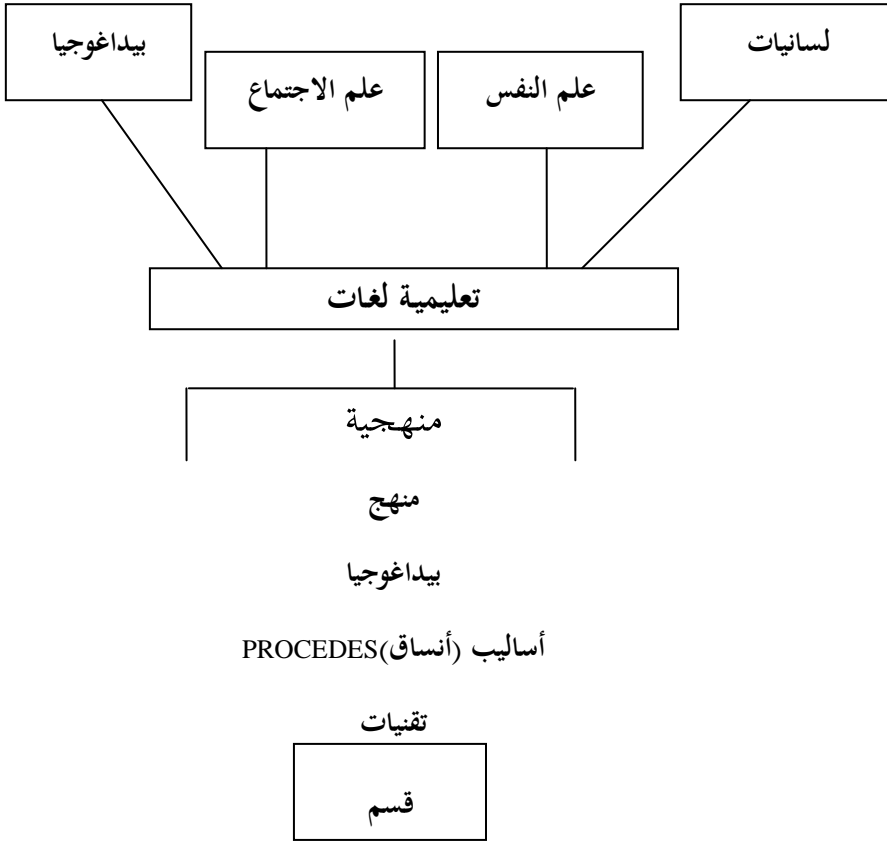 لسانيات
بيداغوجيا
علم النفس
علم الاجتماع
تعليمية لغات
منهجية
منهج
بيداغوجيا
أساليب (أنساق)PROCEDES
تقنيات
قسم